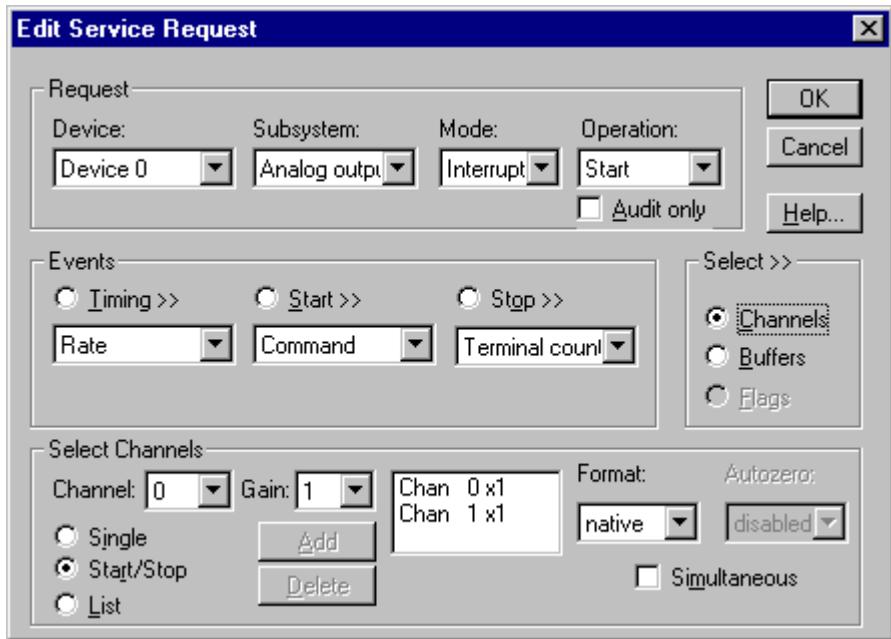 Edit Service Request
Request
OK
Device: Subsystem: Mode: Operation:
Device 0 Analog outpu Interrupt Start
Cancel
Audit only
Help...
Events
Select >>
Timing >> Start >> Stop >>
Channels
Rate Command Terminal count
Buffers
Flags
Select Channels
Channel: 0 Gain: 1
Chan 0 x1
Chan 1 x1
Format: Autozero:
native disabled
Single
Add
Start/Stop
Simultaneous
Delete
List